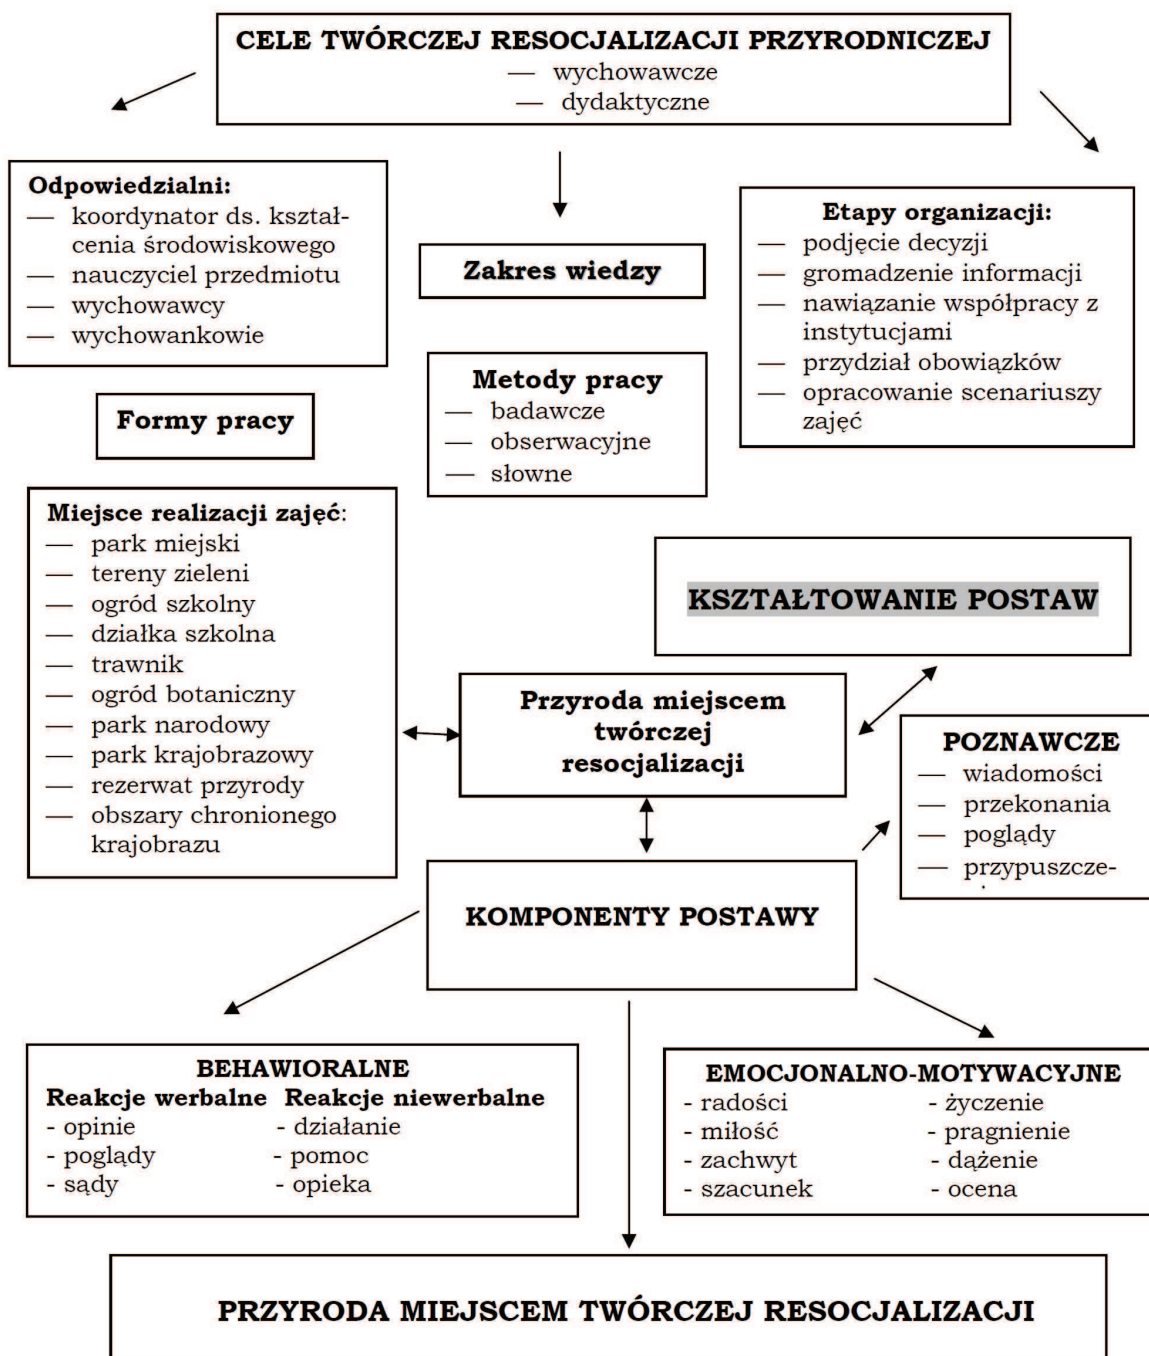 CELE TWÓRCZEJ RESOCJALIZACJI PRZYRODNICZEJ
— wychowawcze
— dydaktyczne
Odpowiedzialni:
— koordynator ds. kształ-
cenia środowiskowego
— nauczyciel przedmiotu
— wychowawcy
— wychowankowie
Zakres wiedzy
Etapy organizacji:
— podjęcie decyzji
— gromadzenie informacji
— nawiązanie współpracy z
instytucjami
— przydział obowiązków
— opracowanie scenariuszy
zajęć
Formy pracy
Metody pracy
— badawcze
— obserwacyjne
— słowne
Miejsce realizacji zajęć:
— park miejski
— tereny zieleni
— ogród szkolny
— działka szkolna
— trawnik
— ogród botaniczny
— park narodowy
— park krajobrazowy
— rezerwat przyrody
— obszary chronionego
krajobrazu
KSZTAŁTOWANIE POSTAW
Przyroda miejscem
twórczej
resocjalizacji
POZNAWCZE
— wiadomości
— przekonania
— poglądy
— przypuszcze-
KOMPONENTY POSTAWY
BEHAWIORALNE
Reakcje werbalne Reakcje niewerbalne
- opinie - działanie
- poglądy - pomoc
- sądy - opieka
EMOCJONALNO-MOTYWACYJNE
- radości - życzenie
- miłość - pragnienie
- zachwyt - dążenie
- szacunek - ocena
PRZYRODA MIEJSCEM TWÓRCZEJ RESOCJALIZACJI